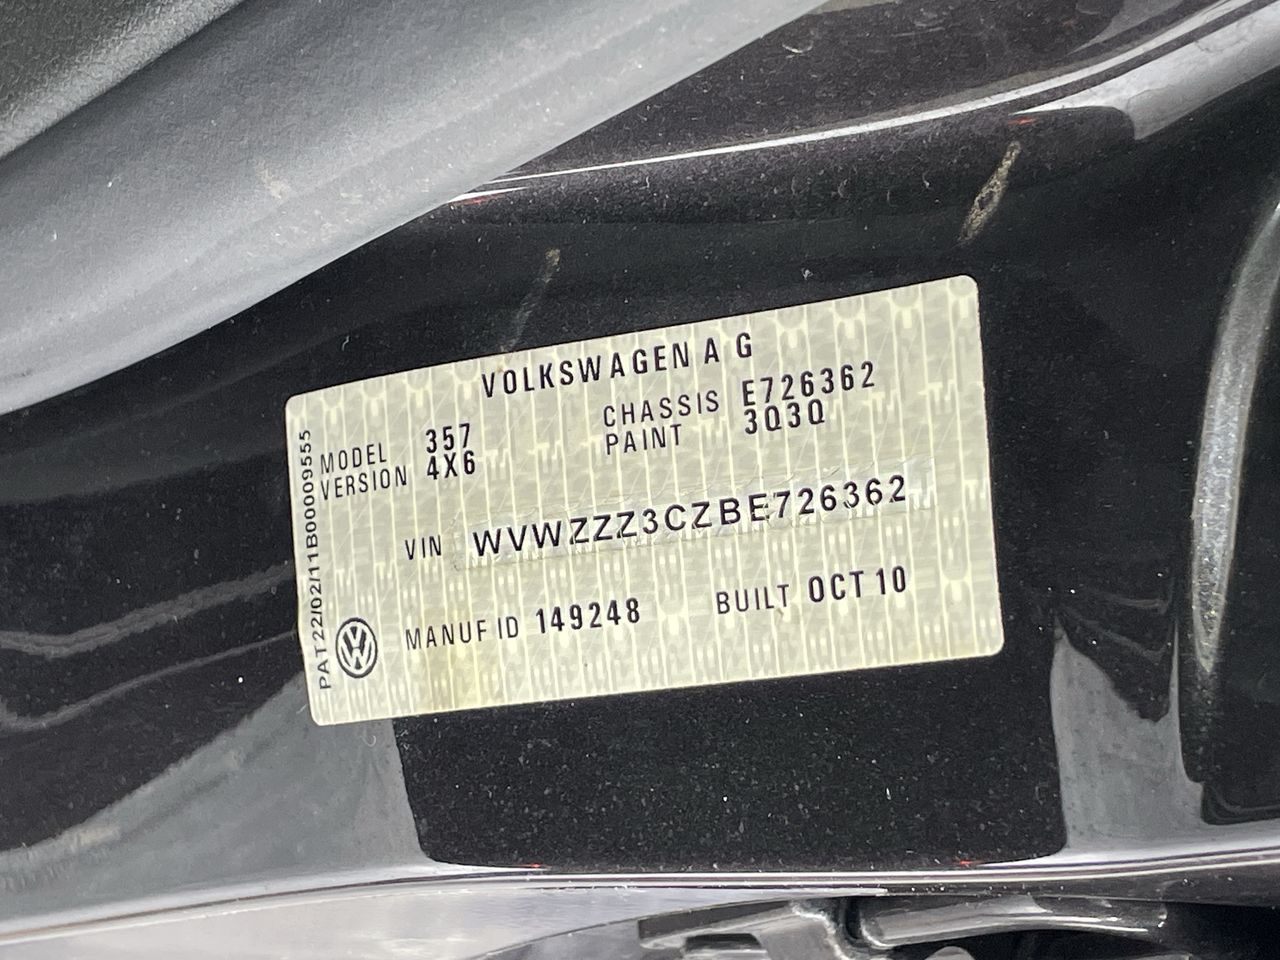 VOLKSWAGEN A G
MODEL 357 CHASSIS E726362
VERSION 4X6 PAINT 3Q3Q
VIN WVWZZZ3CZBE726362
MANUF ID 149248 BUILT OCT 10
PAT22/02/11B00009555